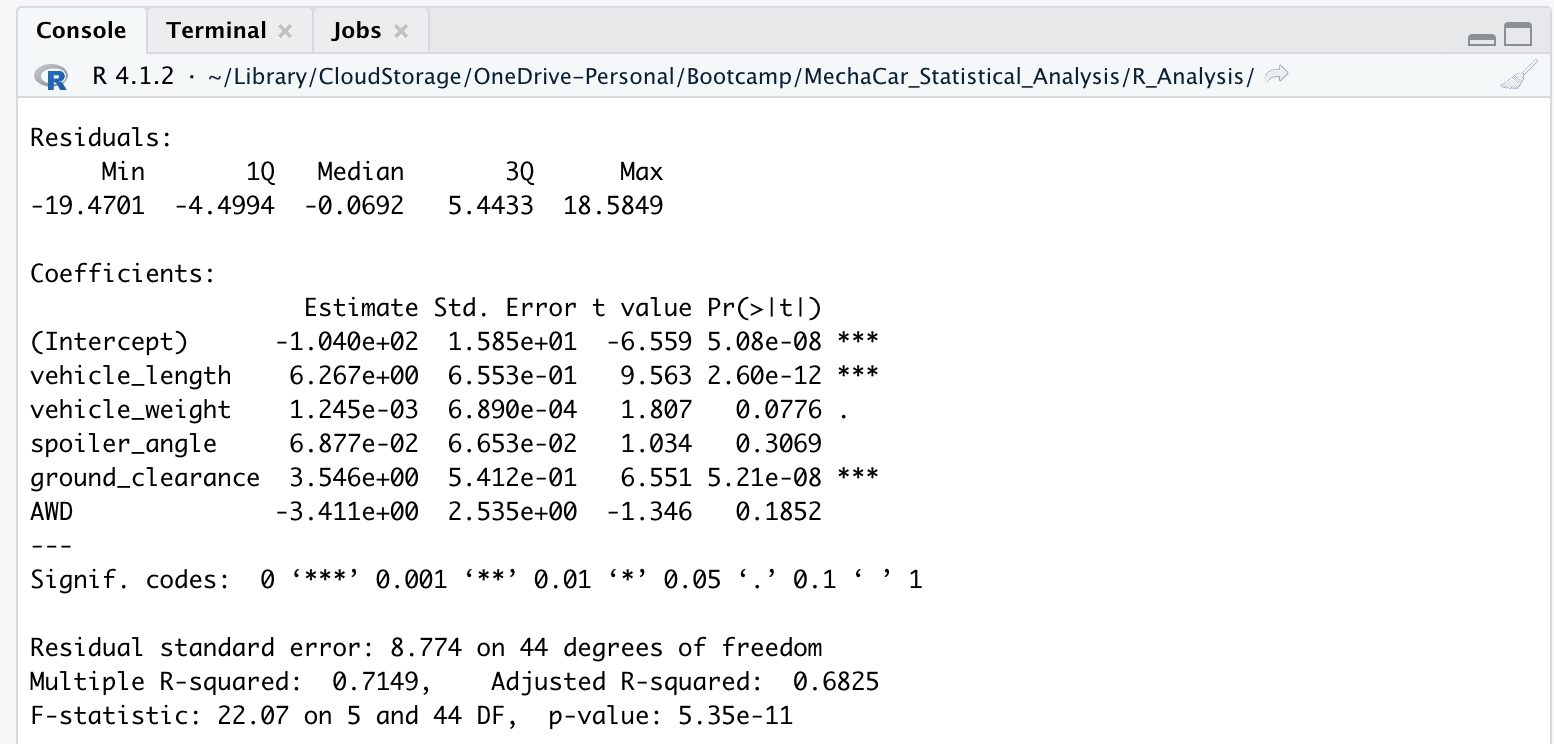 Console Terminal Jobs
R R 4.1.2 · ~/Library/CloudStorage/OneDrive-Personal/Bootcamp/MechaCar_Statistical_Analysis/R_Analysis/
Residuals:
     Min       1Q   Median       3Q      Max
-19.4701  -4.4994  -0.0692   5.4433  18.5849
Coefficients:
                   Estimate Std. Error t value Pr(>|t|)
(Intercept)      -1.040e+02  1.585e+01  -6.559 5.08e-08 ***
vehicle_length    6.267e+00  6.553e-01   9.563 2.60e-12 ***
vehicle_weight    1.245e-03  6.890e-04   1.807   0.0776 .
spoiler_angle     6.877e-02  6.653e-02   1.034   0.3069
ground_clearance  3.546e+00  5.412e-01   6.551 5.21e-08 ***
AWD              -3.411e+00  2.535e+00  -1.346   0.1852
---
Signif. codes:  0 ‘***’ 0.001 ‘**’ 0.01 ‘*’ 0.05 ‘.’ 0.1 ‘ ’ 1
Residual standard error: 8.774 on 44 degrees of freedom
Multiple R-squared:  0.7149,    Adjusted R-squared:  0.6825
F-statistic: 22.07 on 5 and 44 DF,  p-value: 5.35e-11